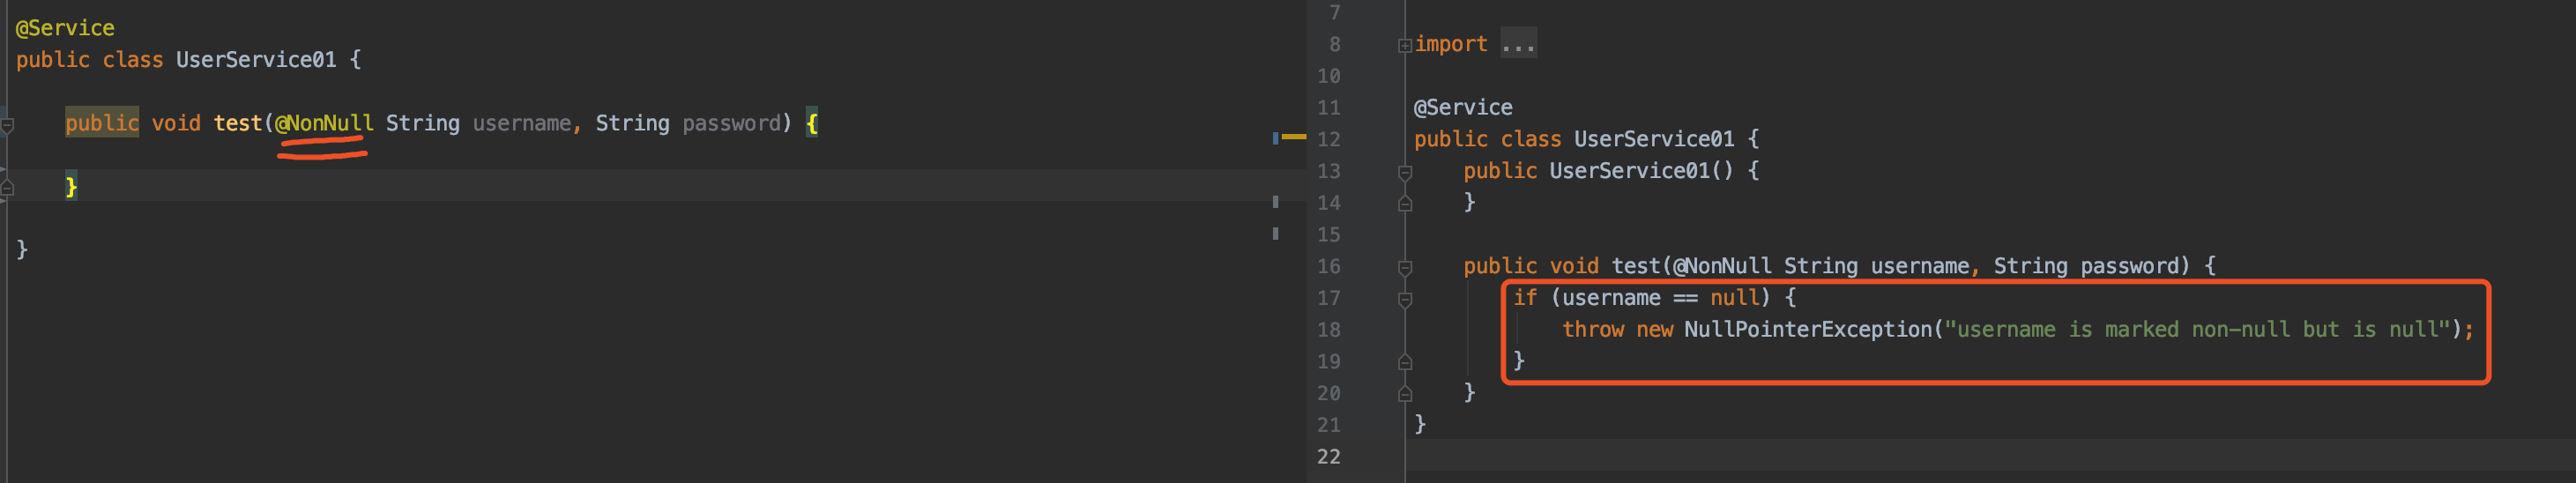 @Service
public class UserService01 {
public void test(@NonNull String username, String password) {
}
}
7
8 import ...
10
11 @Service
12 public class UserService01 {
13 public UserService01() {
14 }
15
16 public void test(@NonNull String username, String password) {
17 if (username == null) {
18 throw new NullPointerException("username is marked non-null but is null");
19 }
20 }
21 }
22